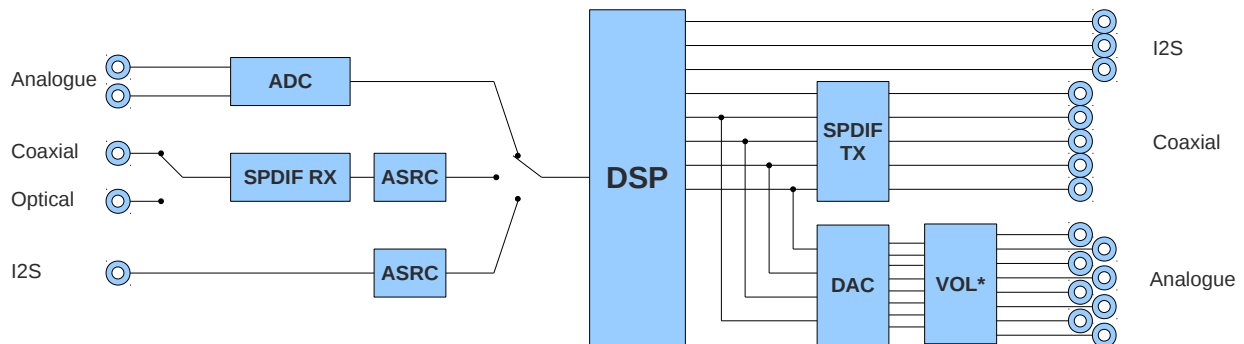 Analogue
Coaxial
Optical
I2S
ADC
SPDIF RX
ASRC
ASRC
DSP
SPDIF
TX
DAC
VOL*
I2S
Coaxial
Analogue